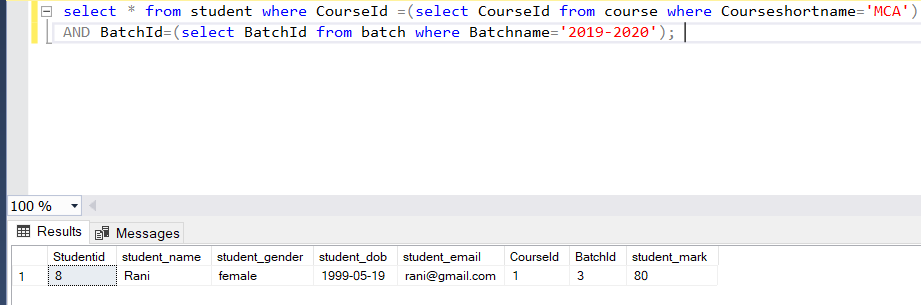 select * from student where CourseId =(select CourseId from course where Courseshortname='MCA')
AND BatchId=(select BatchId from batch where Batchname='2019-2020');
100 %
Results Messages
Studentid student_name student_gender student_dob student_email CourseId BatchId student_mark
1 8 Rani female 1999-05-19 rani@gmail.com 1 3 80